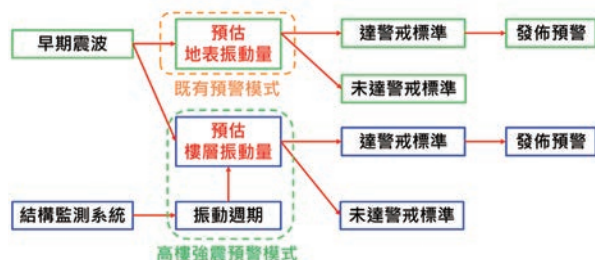 早期震波
預估
地表振動量
達警戒標準
發佈預警
既有預警模式
未達警戒標準
預估
樓層振動量
達警戒標準
發佈預警
結構監測系統
振動週期
未達警戒標準
高樓強震預警模式